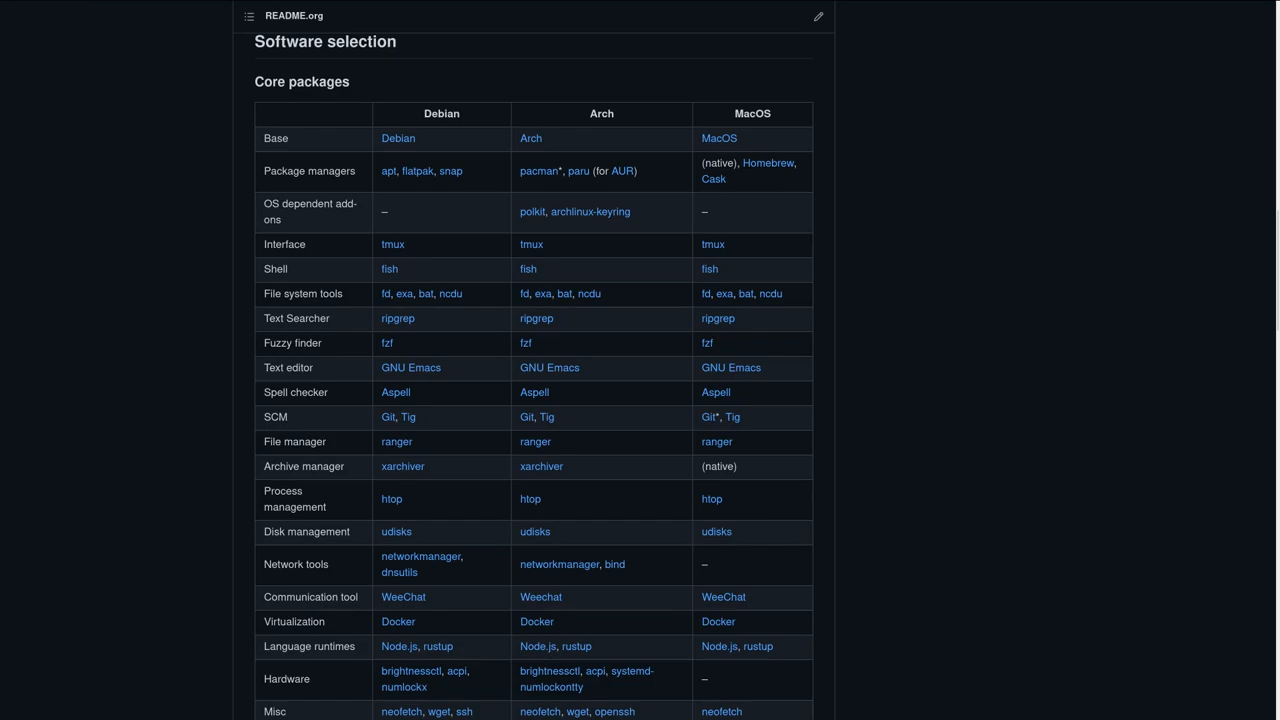 README.org
Software selection
Core packages
Debian Arch MacOS
Base Debian Arch MacOS
Package managers apt, flatpak, snap pacman*, paru (for AUR) (native), Homebrew,
Cask
OS dependent add-
ons – polkit, archlinux-keyring –
Interface tmux tmux tmux
Shell fish fish fish
File system tools fd, exa, bat, ncdu fd, exa, bat, ncdu fd, exa, bat, ncdu
Text Searcher ripgrep ripgrep ripgrep
Fuzzy finder fzf fzf fzf
Text editor GNU Emacs GNU Emacs GNU Emacs
Spell checker Aspell Aspell Aspell
SCM Git, Tig Git, Tig Git*, Tig
File manager ranger ranger ranger
Archive manager xarchiver xarchiver (native)
Process
management htop htop htop
Disk management udisks udisks udisks
Network tools networkmanager,
dnsutils networkmanager, bind –
Communication tool WeeChat Weechat WeeChat
Virtualization Docker Docker Docker
Language runtimes Node.js, rustup Node.js, rustup Node.js, rustup
Hardware brightnessctl, acpi,
numlockx brightnessctl, acpi, systemd-
numlockontty –
Misc neofetch, wget, ssh neofetch, wget, openssh neofetch